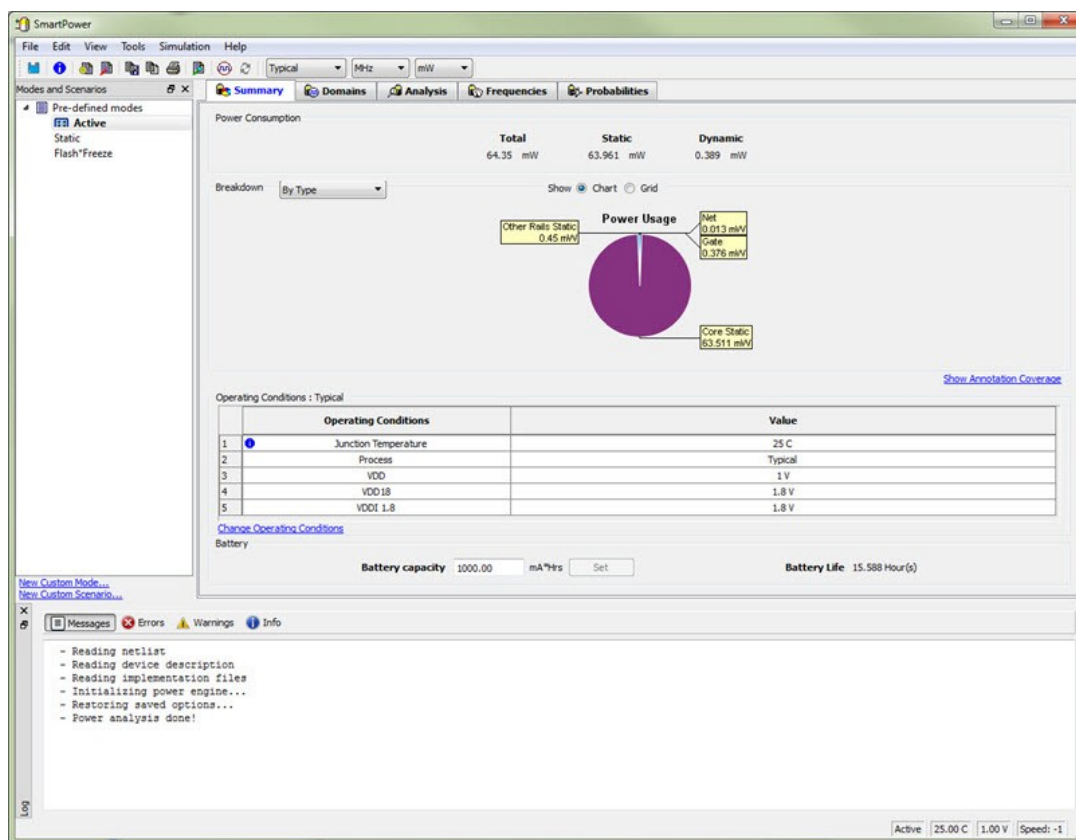 SmartPower
File Edit View Tools Simulation Help
Typical MHz mW
Modes and Scenarios
Pre-defined modes
Active
Static
Flash*Freeze
New Custom Mode...
New Custom Scenario...
Summary Domains Analysis Frequencies Probabilities
Power Consumption
Total Static Dynamic
64.35 mW 63.961 mW 0.389 mW
Breakdown By Type Show Chart Grid
Power Usage
Other Rails Static
0.45 mW
Net
0.013 mW
Gate
0.376 mW
Core Static
63.511 mW
Show Annotation Coverage
Operating Conditions : Typical
Operating Conditions Value
1 Junction Temperature 25 C
2 Process Typical
3 VDD 1 V
4 VDD18 1.8 V
5 VDDI 1.8 1.8 V
Change Operating Conditions
Battery
Battery capacity 1000.00 mA*Hrs Set Battery Life 15.588 Hour(s)
Messages Errors Warnings Info
- Reading netlist
- Reading device description
- Reading implementation files
- Initializing power engine...
- Restoring saved options...
- Power analysis done!
Log
Active 25.00 C 1.00 V Speed: -1